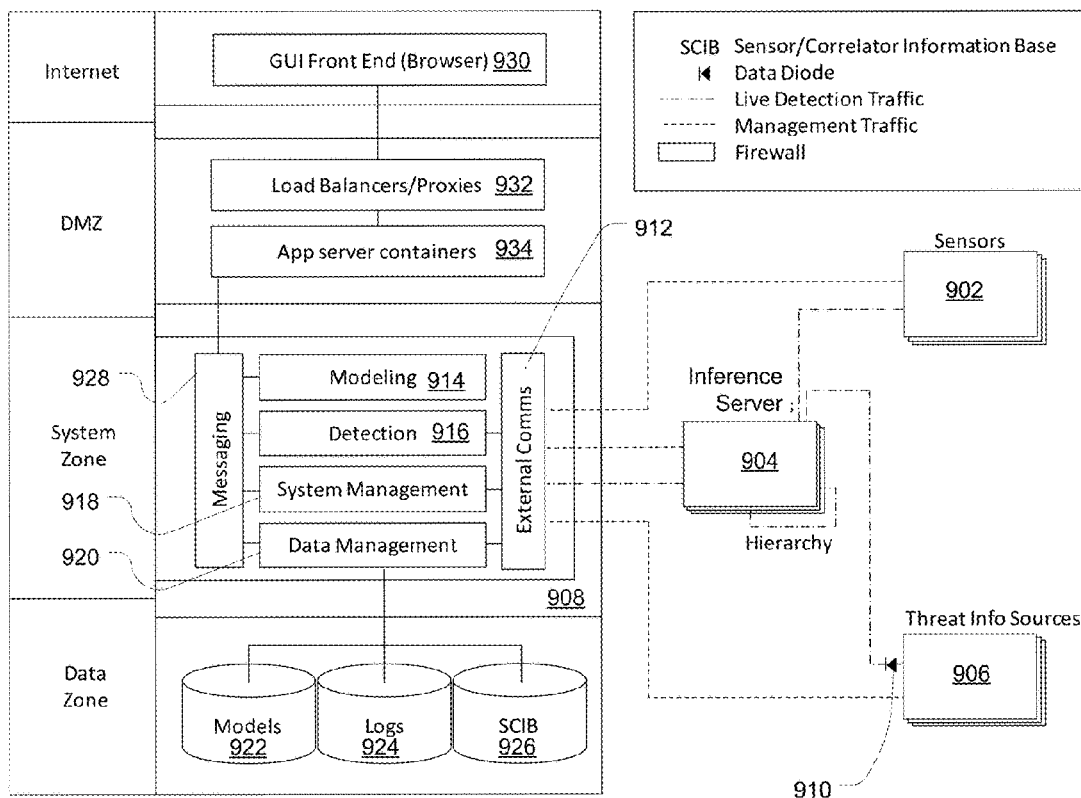 Internet
GUI Front End (Browser) 930
DMZ
Load Balancers/Proxies 932
App server containers 934
SCIB Sensor/Correlator Information Base
Data Diode
Live Detection Traffic
Management Traffic
Firewall
912
Sensors
902
System
Zone
928
918
920
Messaging
Modeling 914
Detection 916
System Management
Data Management
External Comms
908
Inference
Server
904
Hierarchy
Threat Info Sources
906
910
Data
Zone
Models
922
Logs
924
SCIB
926